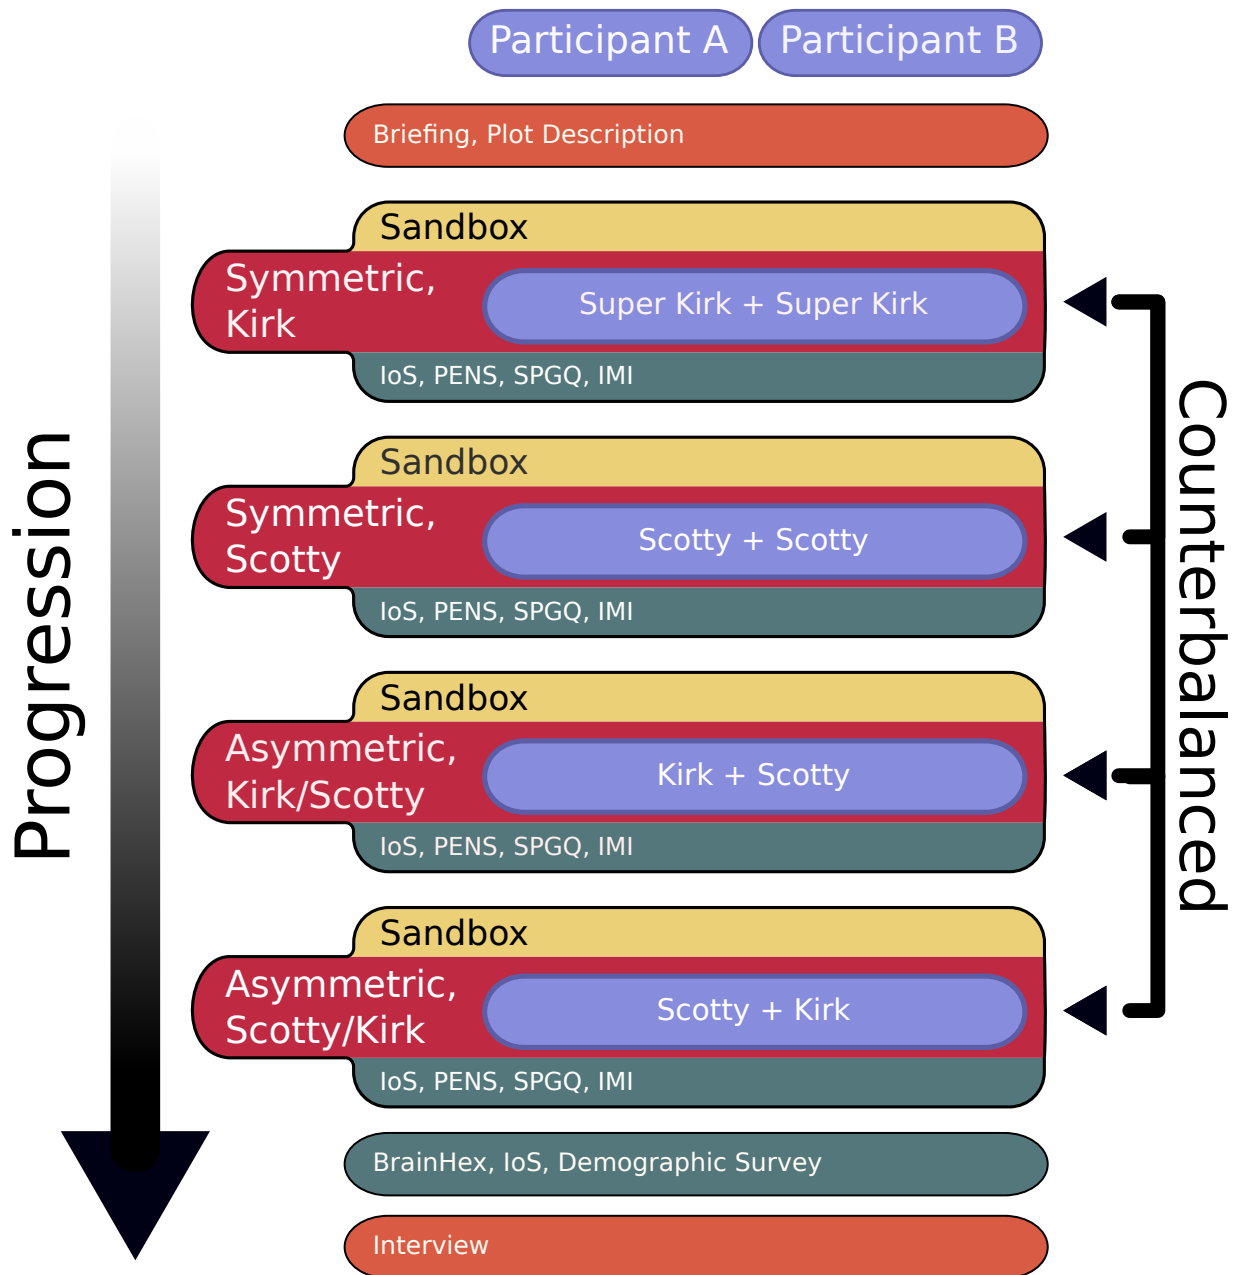 Participant A
Participant B
Briefing, Plot Description
Sandbox
Symmetric,
Kirk
Super Kirk + Super Kirk
IoS, PENS, SPGQ, IMI
Sandbox
Symmetric,
Scotty
Scotty + Scotty
IoS, PENS, SPGQ, IMI
Sandbox
Asymmetric,
Kirk/Scotty
Kirk + Scotty
IoS, PENS, SPGQ, IMI
Sandbox
Asymmetric,
Scotty/Kirk
Scotty + Kirk
IoS, PENS, SPGQ, IMI
BrainHex, IoS, Demographic Survey
Interview
Progression
Counterbalanced